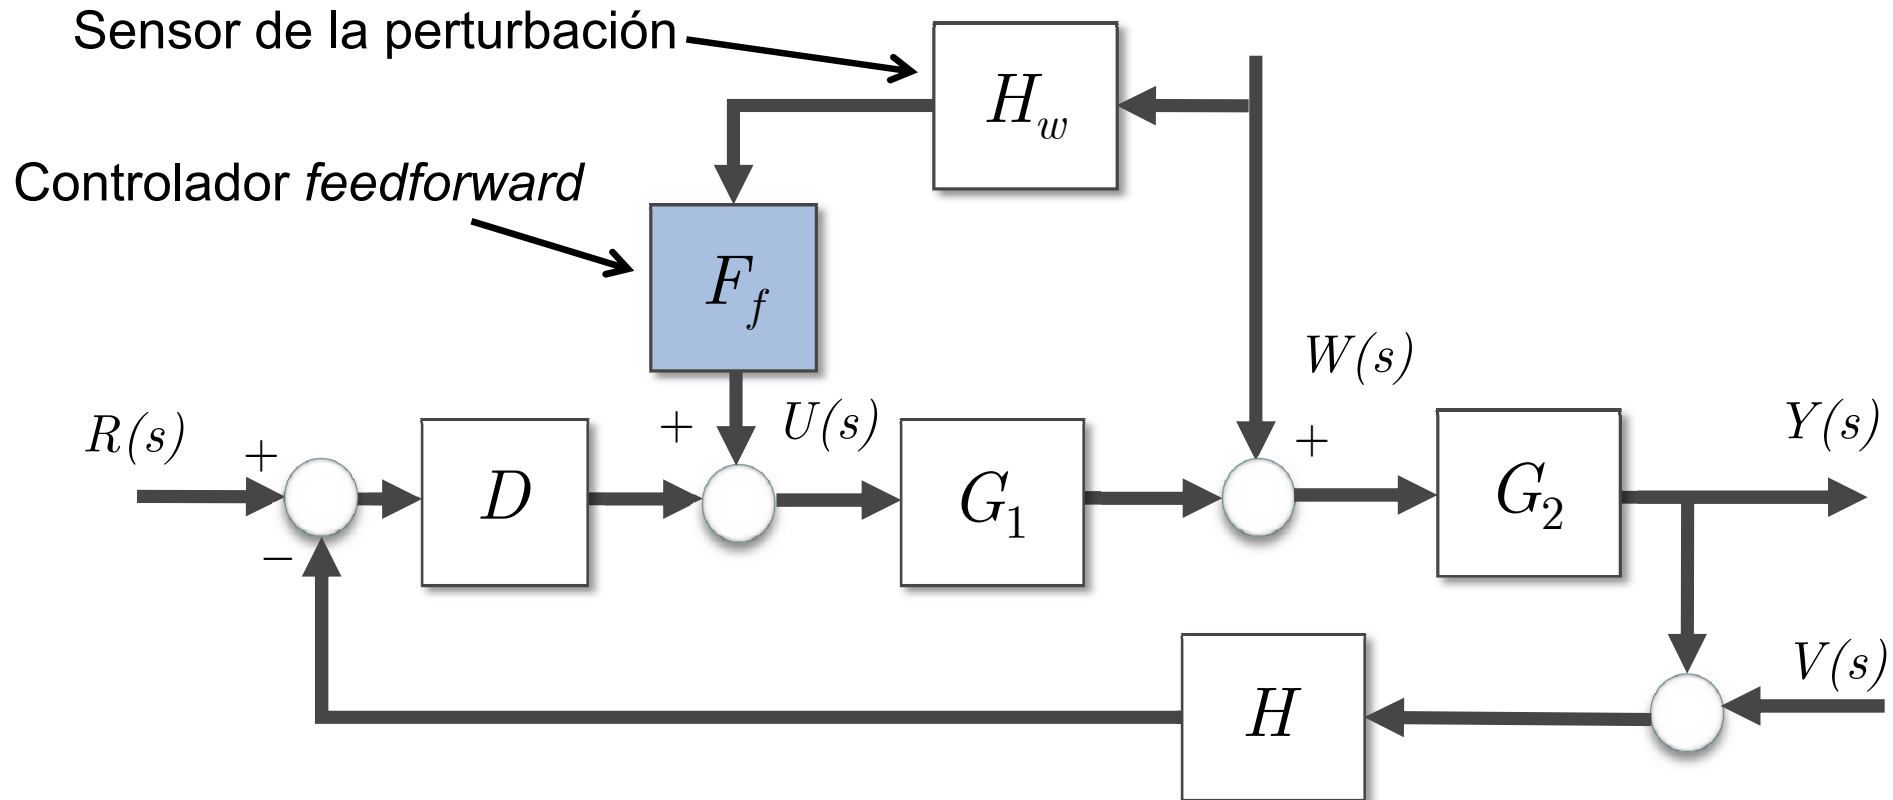 Sensor de la perturbación
H_w
Controlador feedforward
F_f
W(s)
R(s)
+
+
U(s)
+
Y(s)
D
G_1
G_2
−
V(s)
H